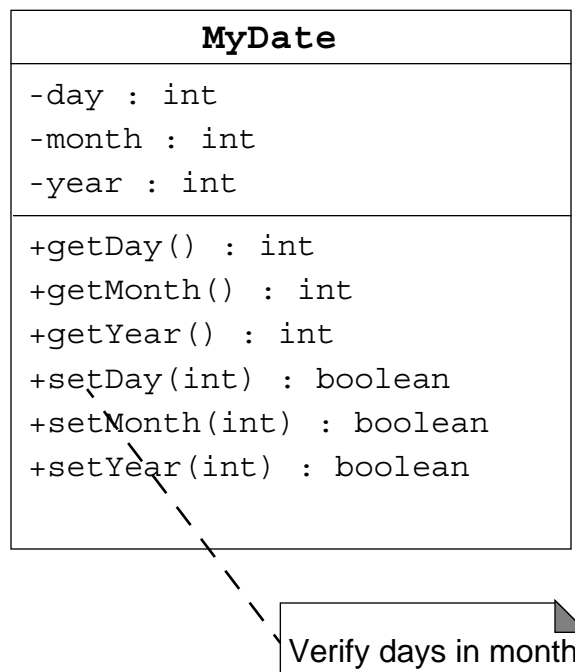 MyDate
-day : int
-month : int
-year : int
+getDay() : int
+getMonth() : int
+getYear() : int
+setDay(int) : boolean
+setMonth(int) : boolean
+setYear(int) : boolean
Verify days in month